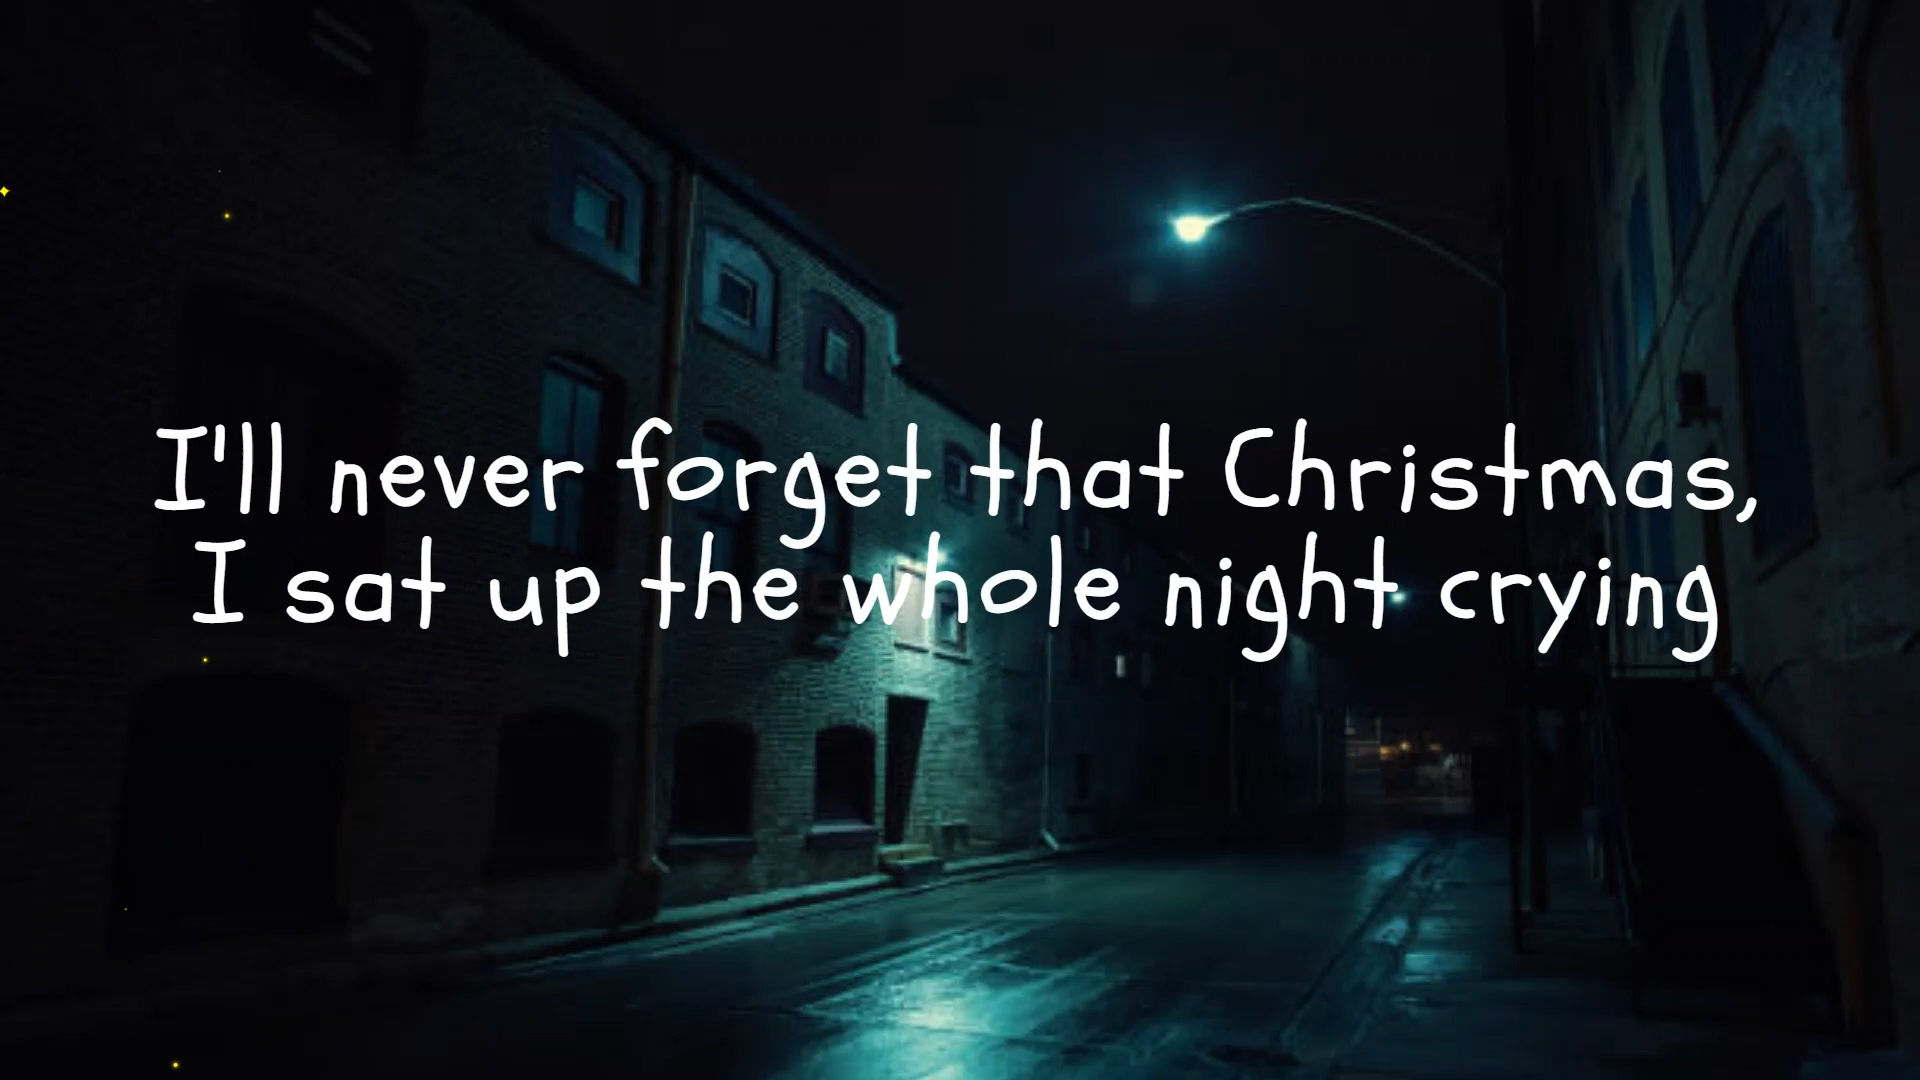 I'll never forget that Christmas,
I sat up the whole night crying